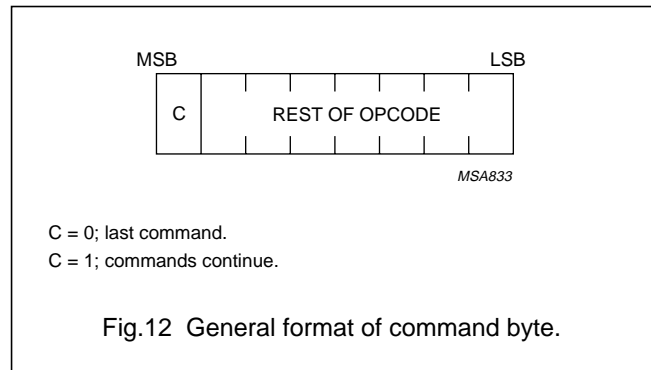 MSB LSB
C REST OF OPCODE
MSA833
C = 0; last command.
C = 1; commands continue.
Fig.12 General format of command byte.